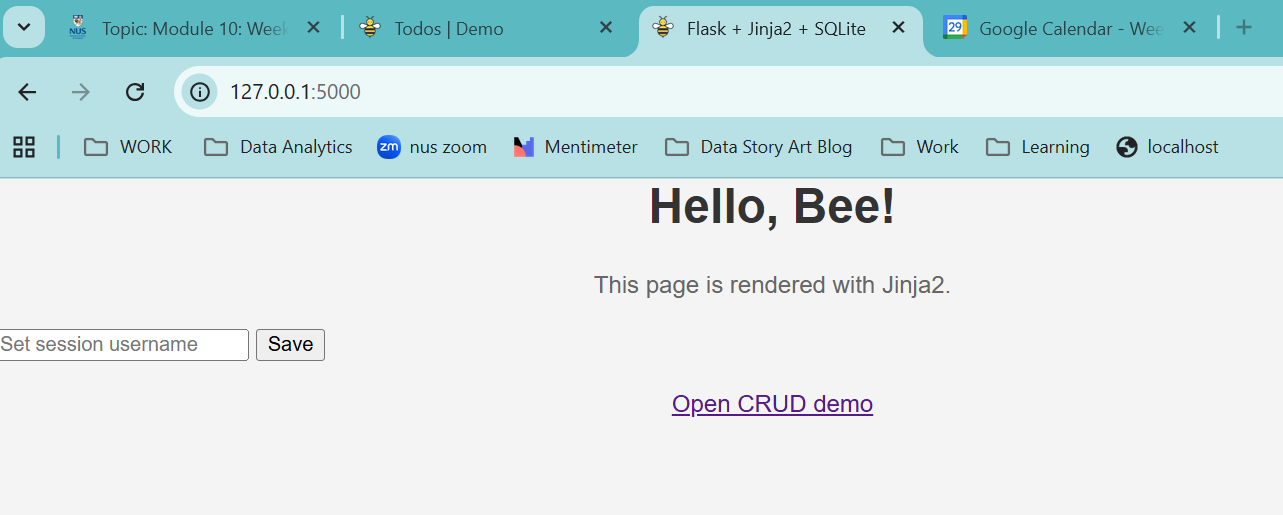 NUS Topic: Module 10: Week Todos | Demo Flask + Jinja2 + SQLite 29 Google Calendar - Wee
127.0.0.1:5000
WORK Data Analytics zm nus zoom Mentimeter Data Story Art Blog Work Learning localhost
Hello, Bee!
This page is rendered with Jinja2.
Set session username Save
Open CRUD demo